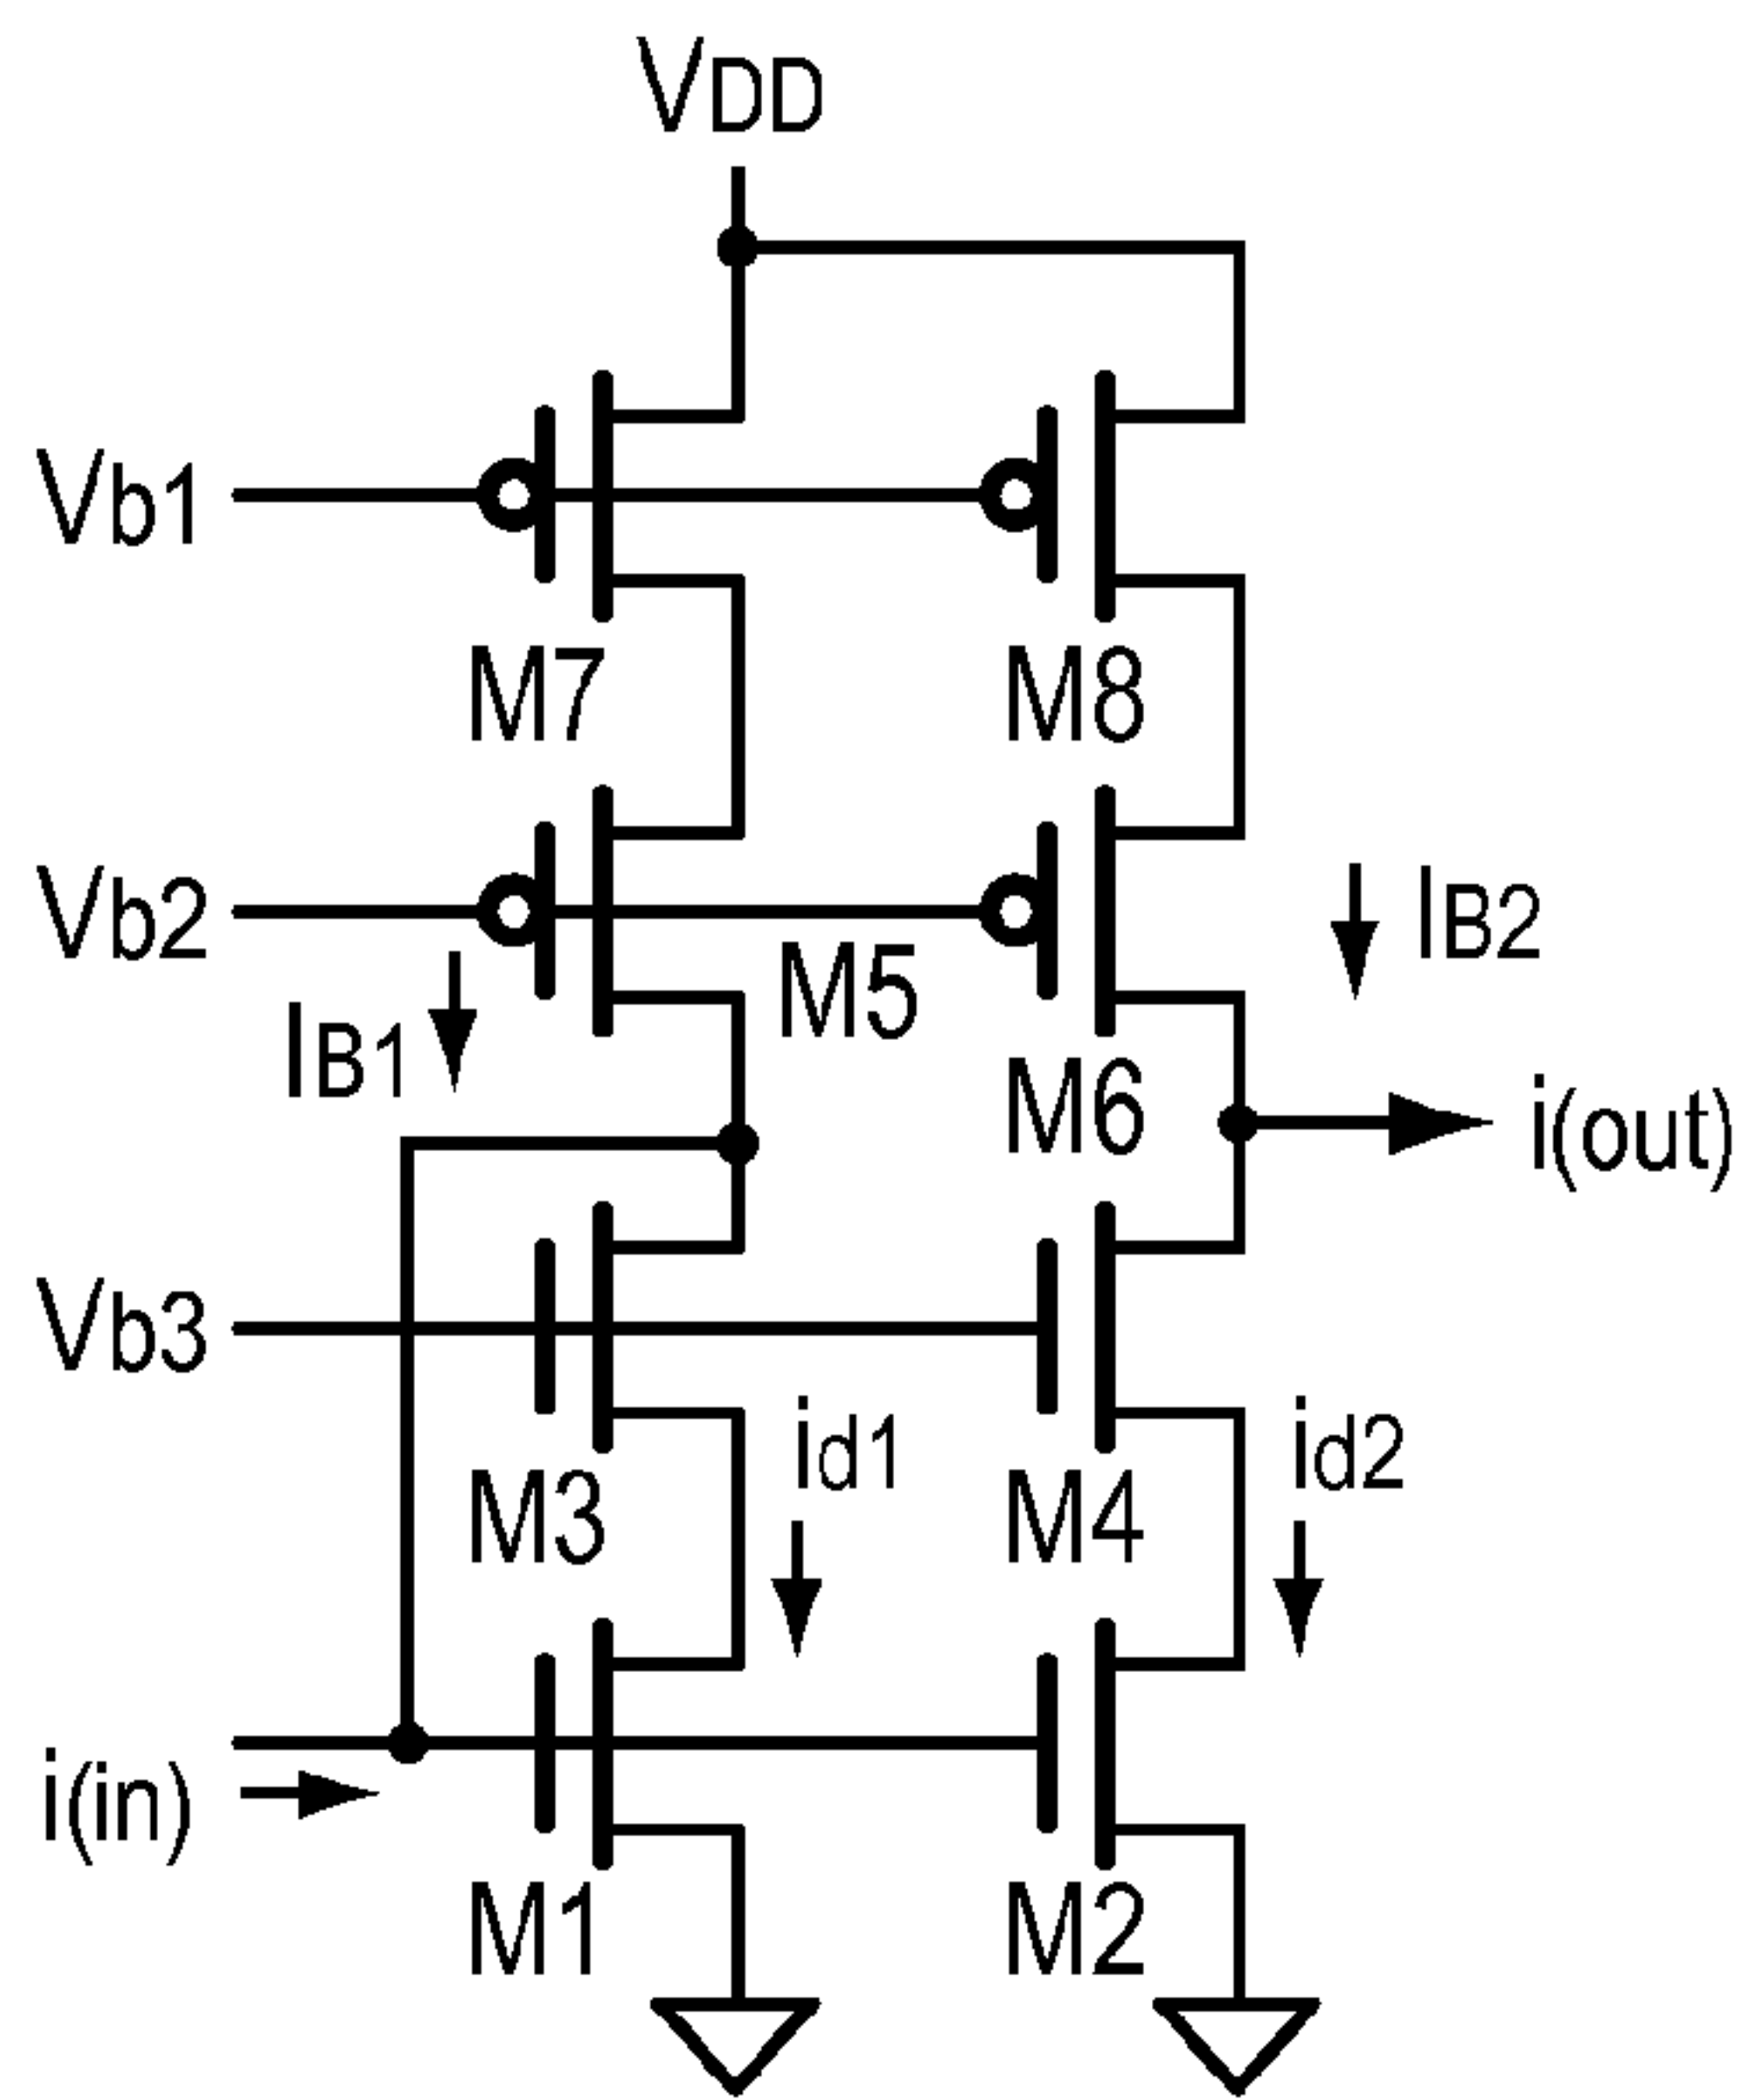 VDD
Vb1
M7
M8
Vb2
M5
IB2
IB1
M6
i(out)
Vb3
id1
id2
M3
M4
i(in)
M1
M2